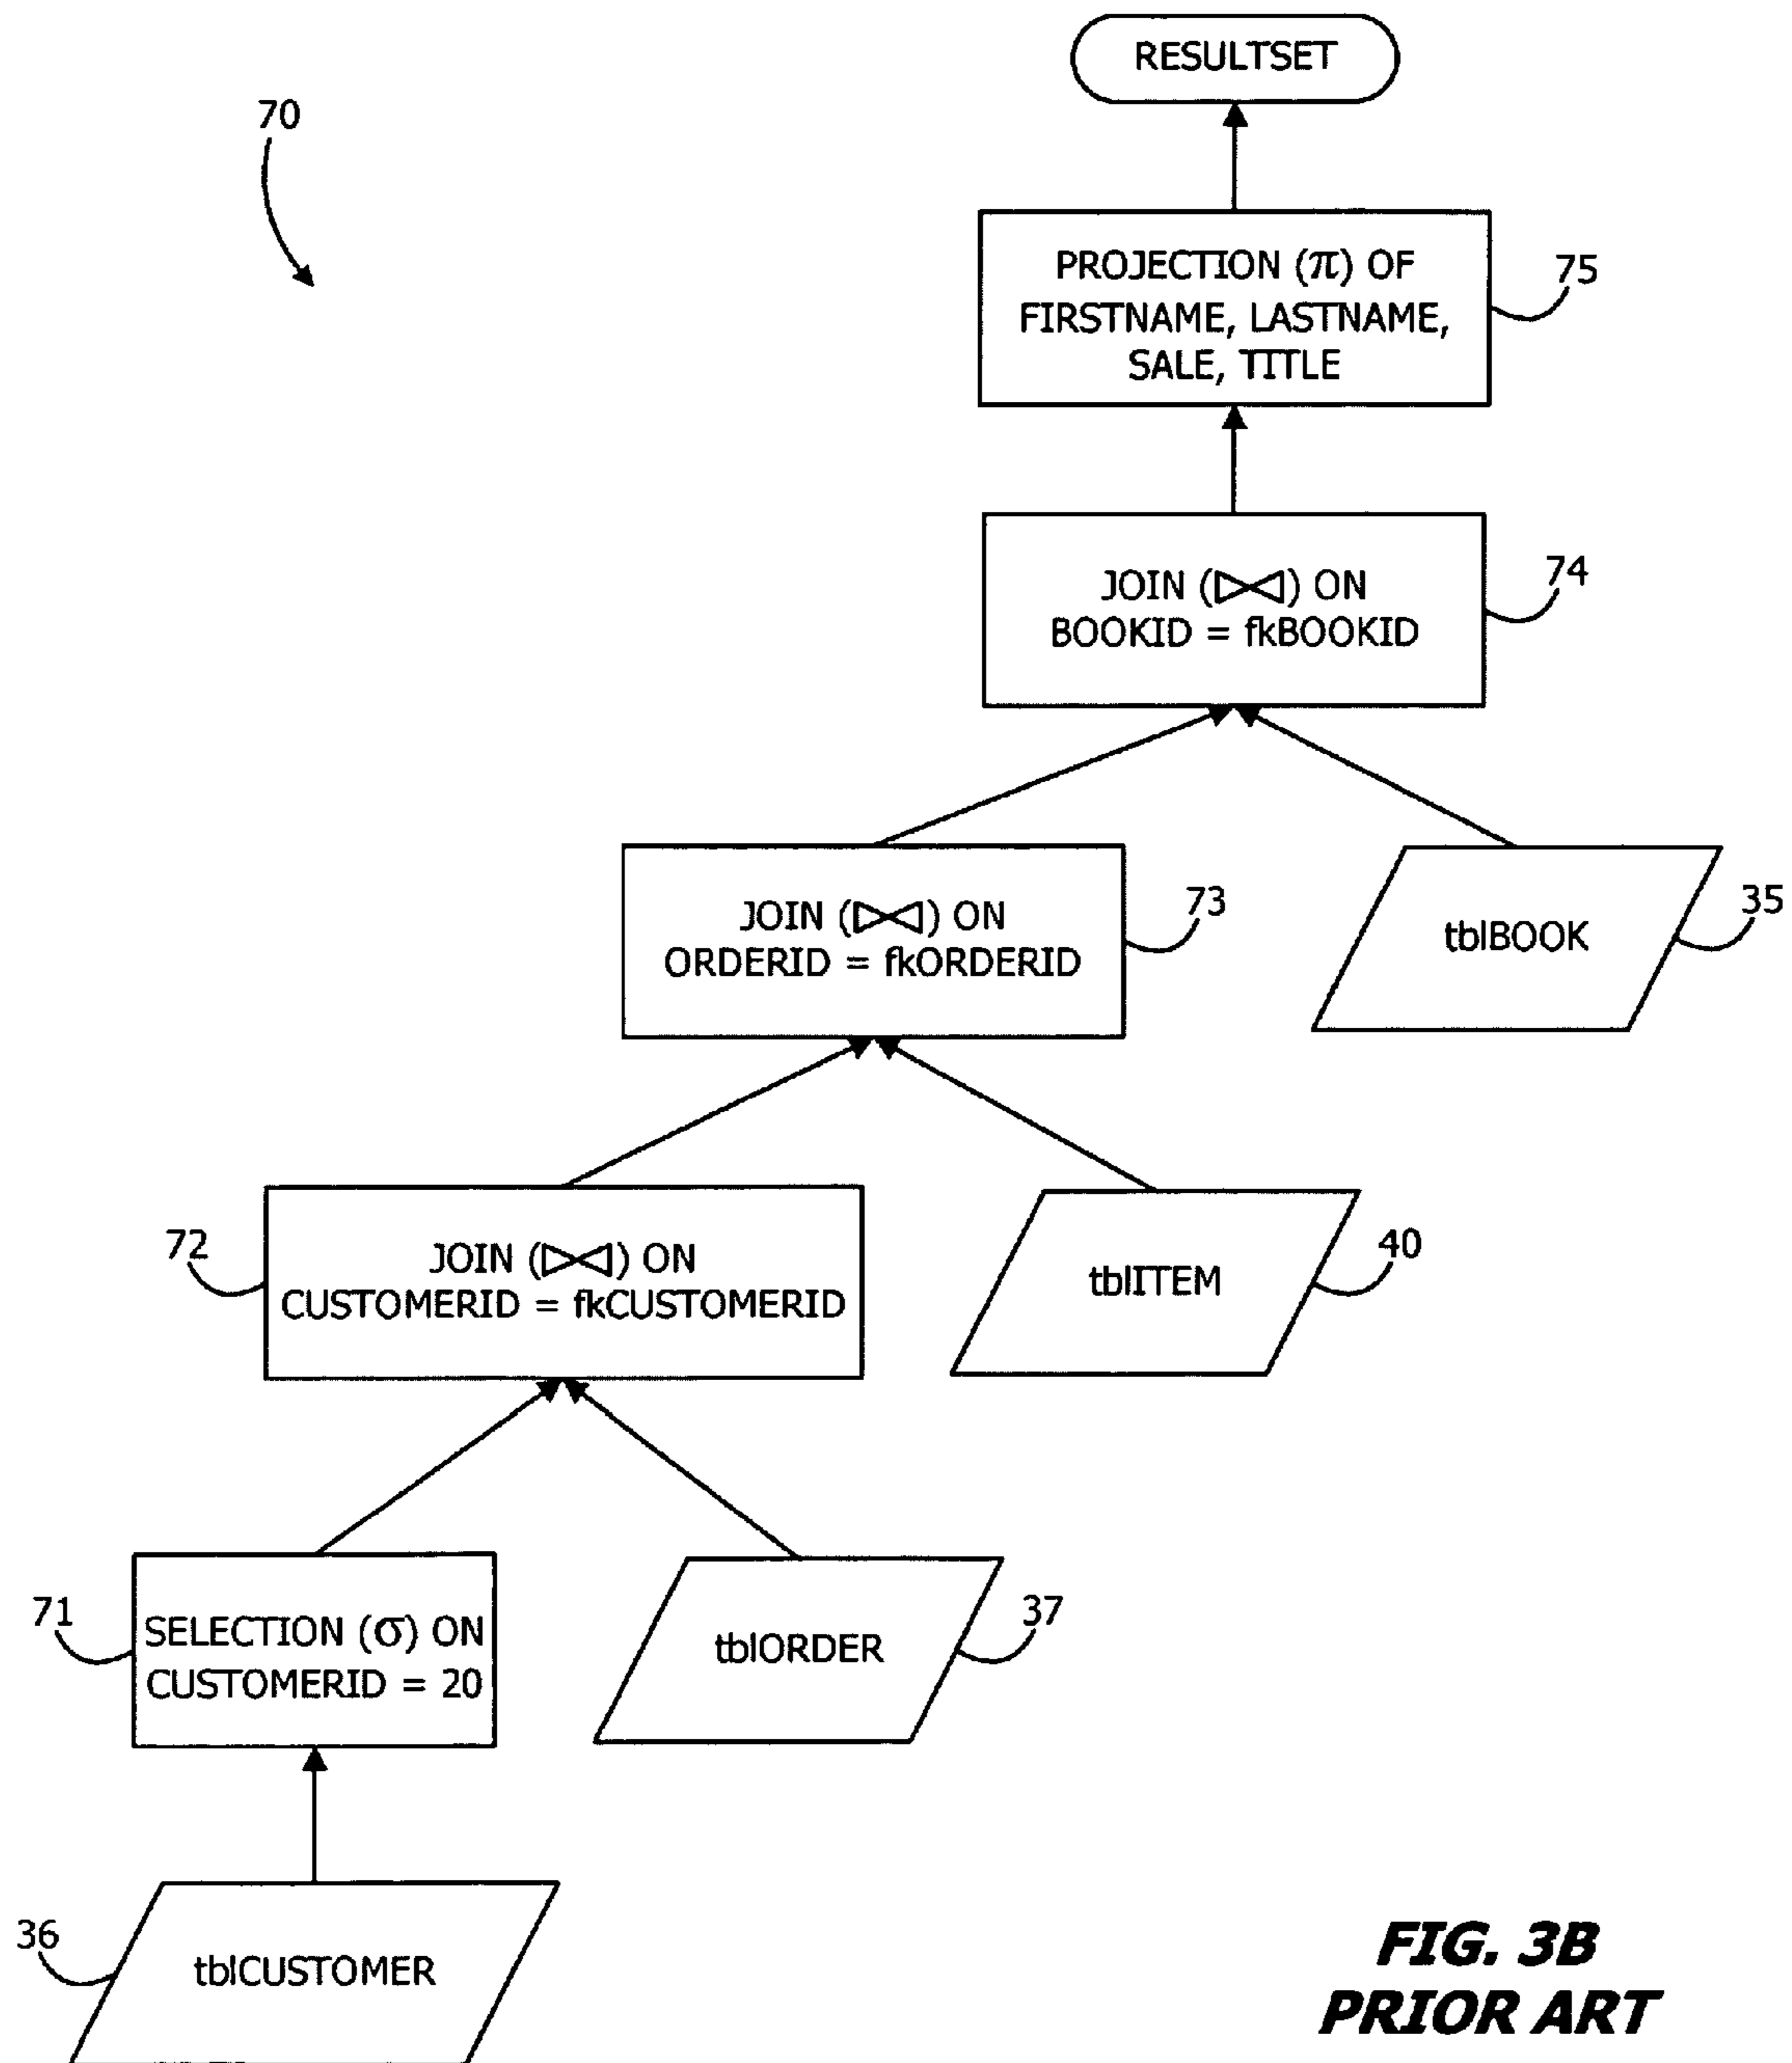 RESULTSET
70
PROJECTION (π) OF
FIRSTNAME, LASTNAME,
SALE, TITLE
75
JOIN (▷◁) ON
BOOKID = fkBOOKID
74
JOIN (▷◁) ON
ORDERID = fkORDERID
73
tblBOOK
35
72
JOIN (▷◁) ON
CUSTOMERID = fkCUSTOMERID
tblITEM
40
71
SELECTION (σ) ON
CUSTOMERID = 20
tblORDER
37
36
tblCUSTOMER
FIG. 3B
PRIOR ART